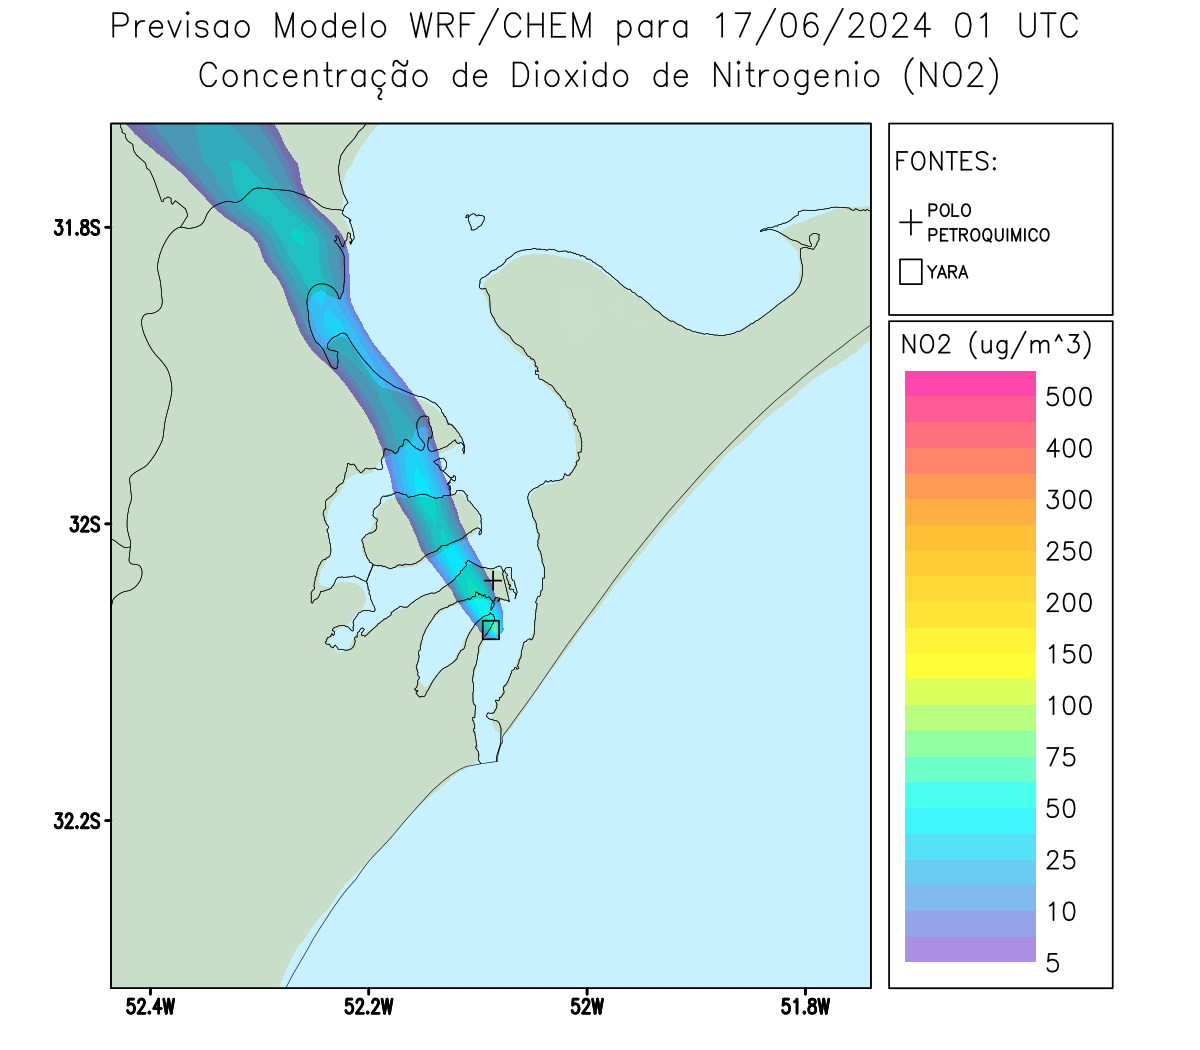 Previsao Modelo WRF/CHEM para 17/06/2024 01 UTC
Concentração de Dioxido de Nitrogenio (NO2)
FONTES:
POLO
PETROQUIMICO
YARA
31.8S
32S
32.2S
52.4W
52.2W
52W
51.8W
NO2 (ug/m^3)
500
400
300
250
200
150
100
75
50
25
10
5